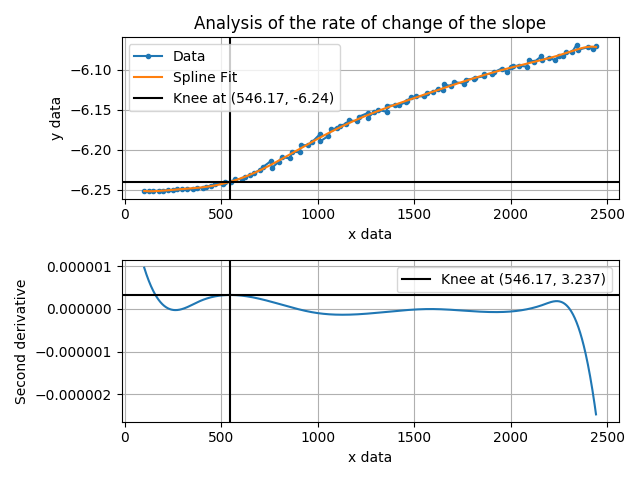 Analysis of the rate of change of the slope
Data
Spline Fit
Knee at (546.17, -6.24)
y data
−6.10
−6.15
−6.20
−6.25
0 500 1000 1500 2000 2500
x data
Knee at (546.17, 3.237)
Second derivative
0.000001
0.000000
−0.000001
−0.000002
0 500 1000 1500 2000 2500
x data